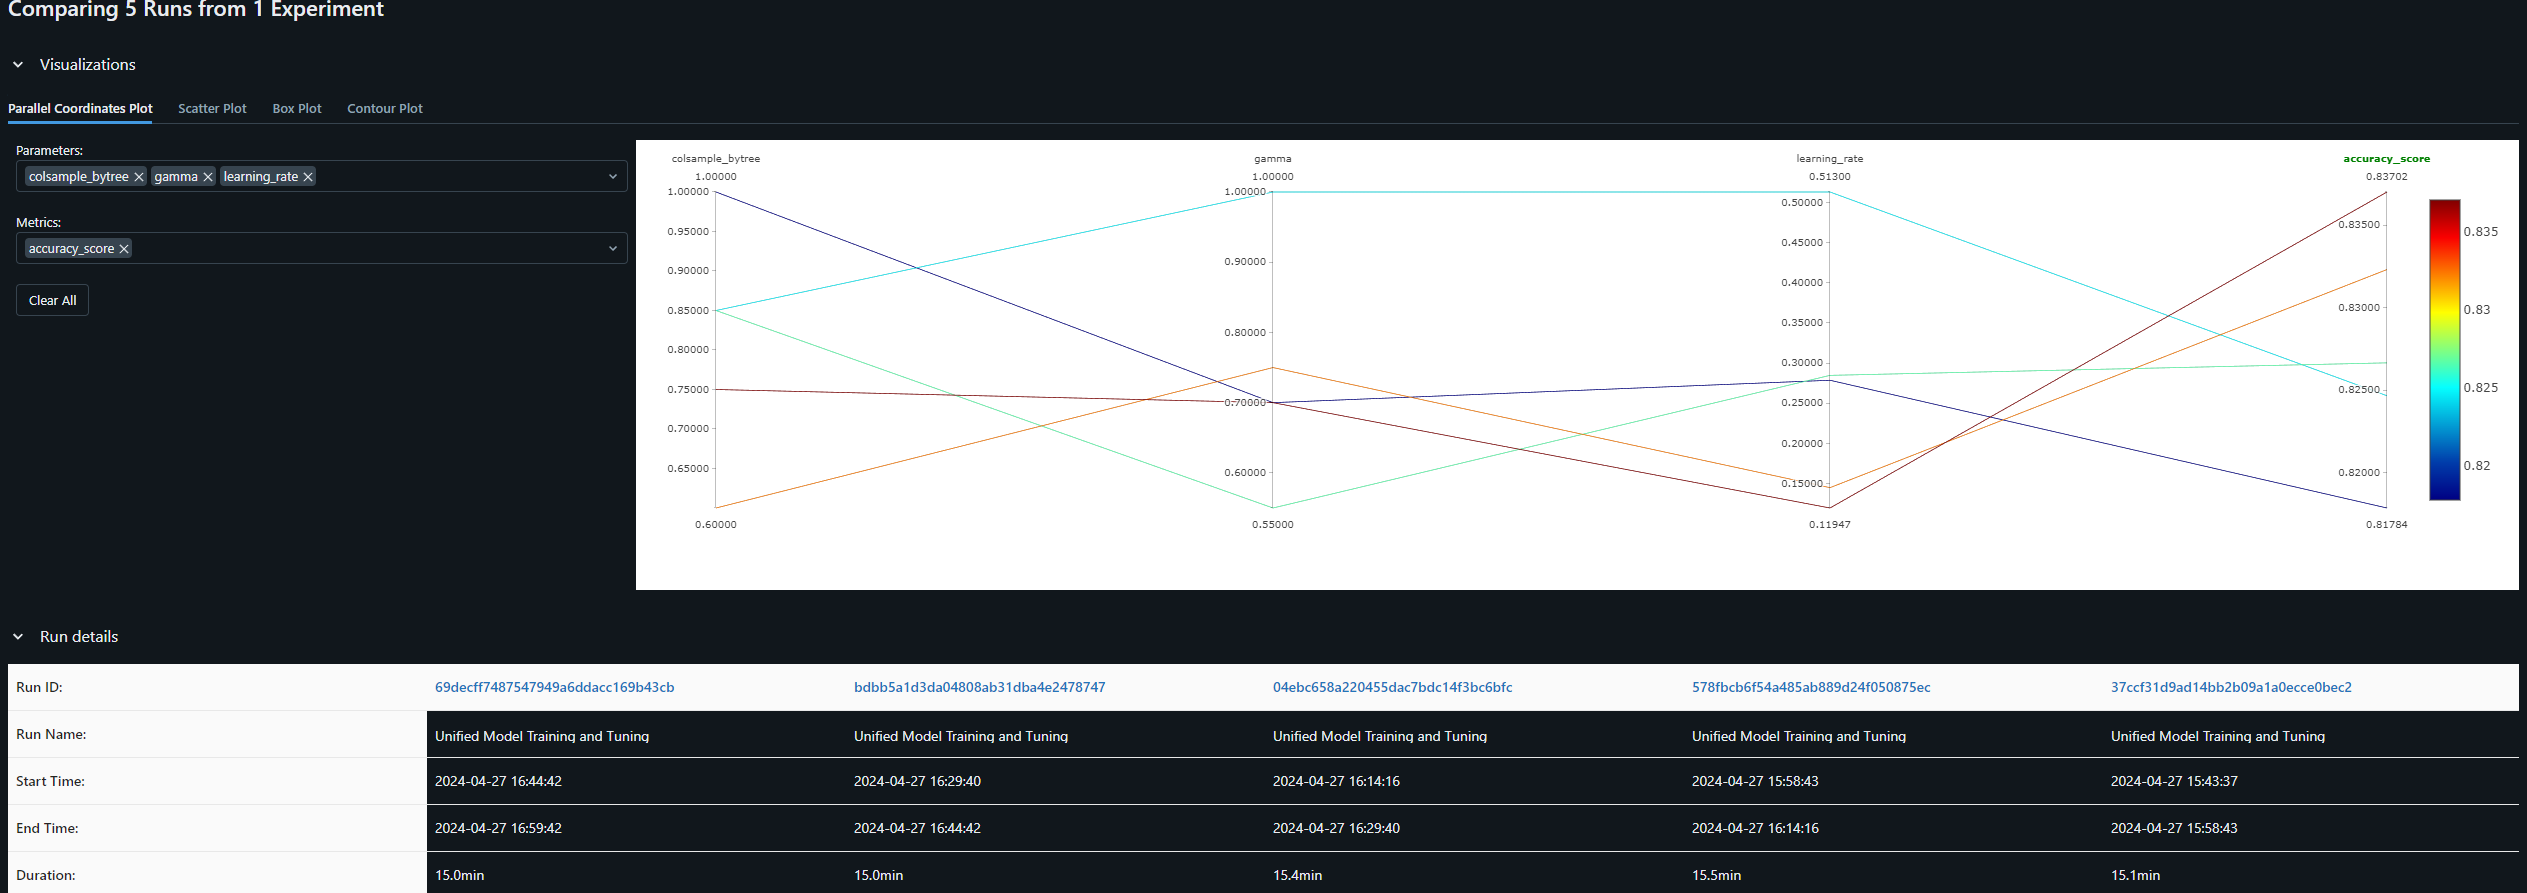 Comparing 5 Runs from 1 Experiment
Visualizations
Parallel Coordinates Plot Scatter Plot Box Plot Contour Plot
Parameters:
colsample_bytree gamma learning_rate
Metrics:
accuracy_score
Clear All
colsample_bytree gamma learning_rate accuracy_score
1.00000 1.00000 0.51300 0.83702
1.00000
0.95000
0.90000
0.85000
0.80000
0.75000
0.70000
0.65000
0.60000
1.00000
0.90000
0.80000
0.70000
0.60000
0.55000
0.50000
0.45000
0.40000
0.35000
0.30000
0.25000
0.20000
0.15000
0.11947
0.83500
0.83000
0.82500
0.82000
0.81784
0.835
0.83
0.825
0.82
Run details
Run ID: 69decff7487547949a6ddacc169b43cb bdbb5a1d3da04808ab31dba4e2478747 04ebc658a220455dac7bdc14f3bc6bfc 578fbcb6f54a485ab889d24f050875ec 37ccf31d9ad14bb2b09a1a0ecce0bec2
Run Name: Unified Model Training and Tuning Unified Model Training and Tuning Unified Model Training and Tuning Unified Model Training and Tuning Unified Model Training and Tuning
Start Time: 2024-04-27 16:44:42 2024-04-27 16:29:40 2024-04-27 16:14:16 2024-04-27 15:58:43 2024-04-27 15:43:37
End Time: 2024-04-27 16:59:42 2024-04-27 16:44:42 2024-04-27 16:29:40 2024-04-27 16:14:16 2024-04-27 15:58:43
Duration: 15.0min 15.0min 15.4min 15.5min 15.1min